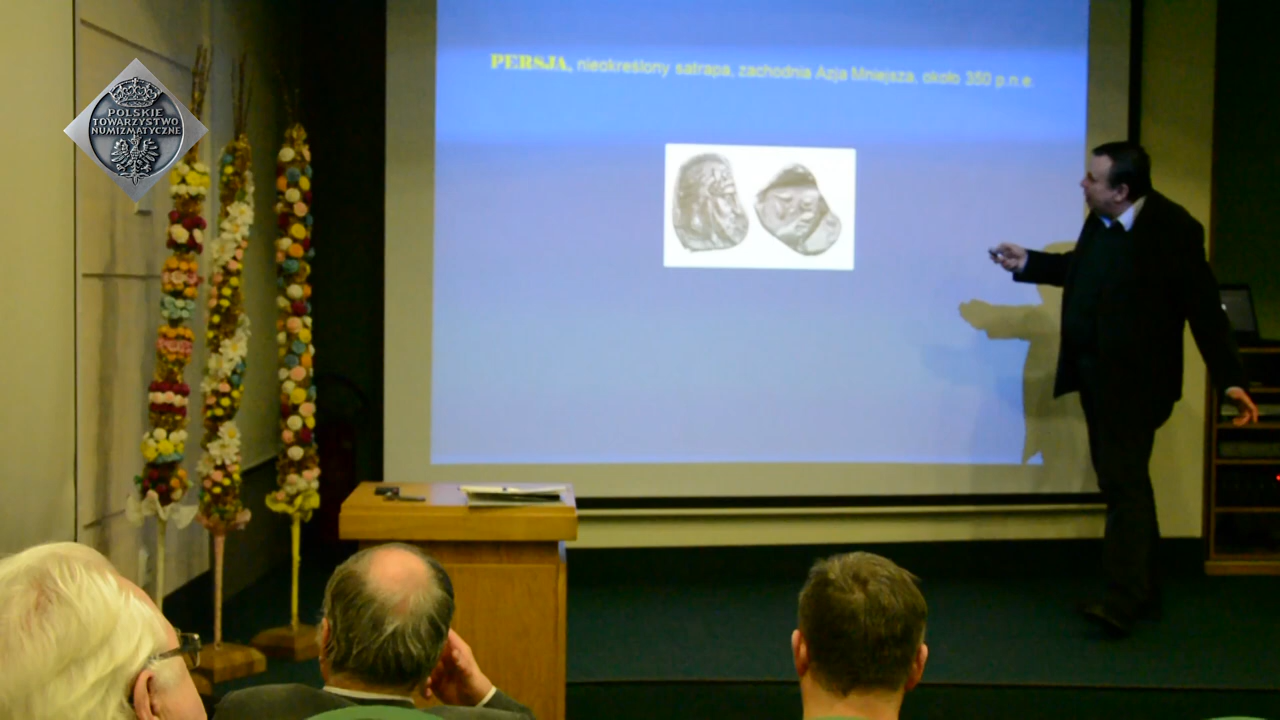 POLSKIE
TOWARZYSTWO
NUMIZMATYCZNE
PERSJA, nieokreślony satrapa, zachodnia Azja Mniejsza, około 350 p.n.e.